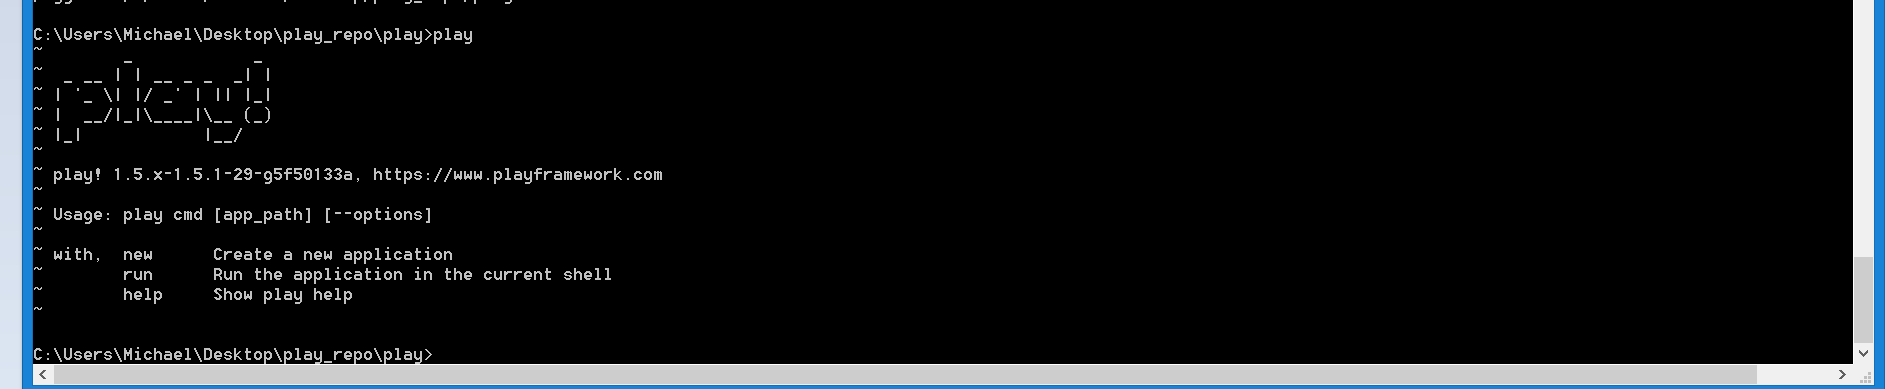 C:\Users\Michael\Desktop\play_repo\play>play
~
~           _            _
~     _ __ | | __ _ _  _| |
~    | '_ \| |/ _' | || |_|
~    |  __/|_|\____|\__ (_)
~    |_|            |__/
~
~ play! 1.5.x-1.5.1-29-g5f50133a, https://www.playframework.com
~
~ Usage: play cmd [app_path] [--options]
~
~ with,  new      Create a new application
~        run      Run the application in the current shell
~        help     Show play help
~
C:\Users\Michael\Desktop\play_repo\play>